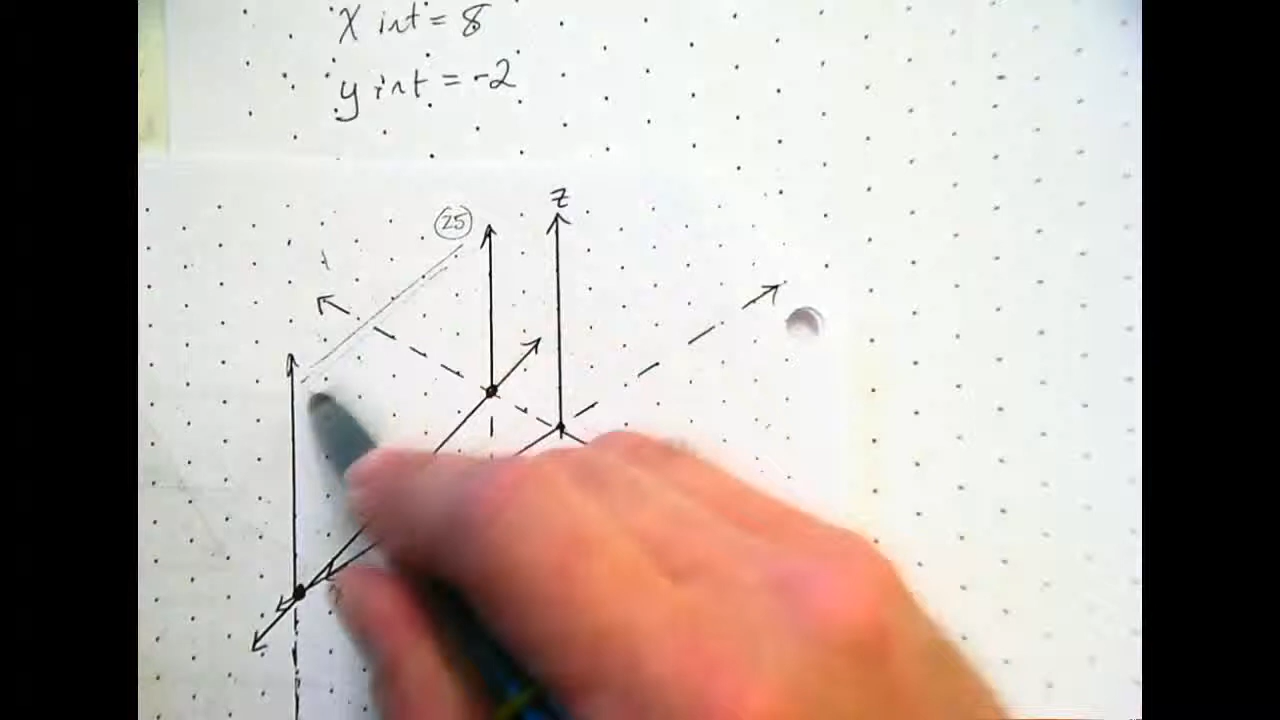 x int = 8
y int = -2
z
25